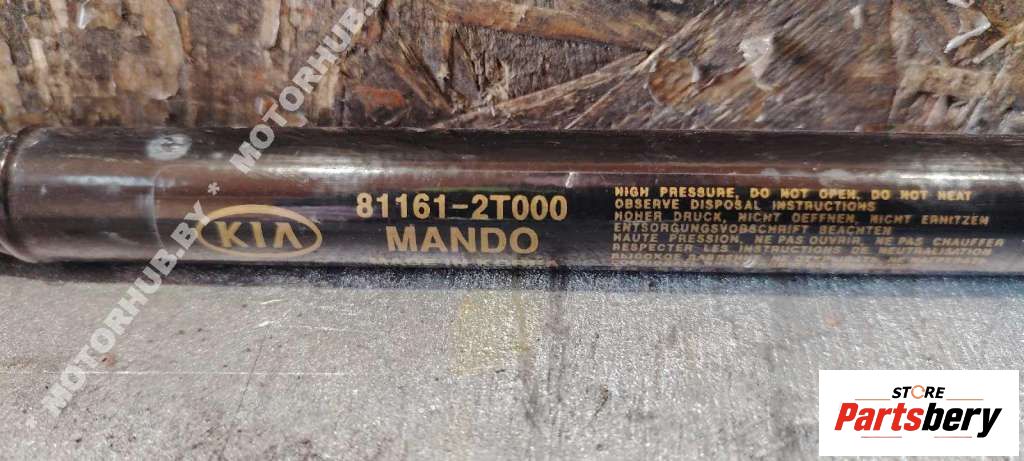 MOTORHUB.BY * MOTORHUB.BY
KIA
81161-2T000
MANDO
HIGH PRESSURE, DO NOT OPEN, DO NOT HEAT
OBSERVE DISPOSAL INSTRUCTIONS
HOHER DRUCK, NICHT OEFFNEN, NICHT ERHITZEN
ENTSORGUNGSVOBSCHRIFT BEACHTEN
HAUTE PRESSION, NE PAS OUVRIR, NE PAS CHAUFFER
RESPECTER LES INSTRUCTIONS DE NEUTRALISATION
STORE
Partsbery